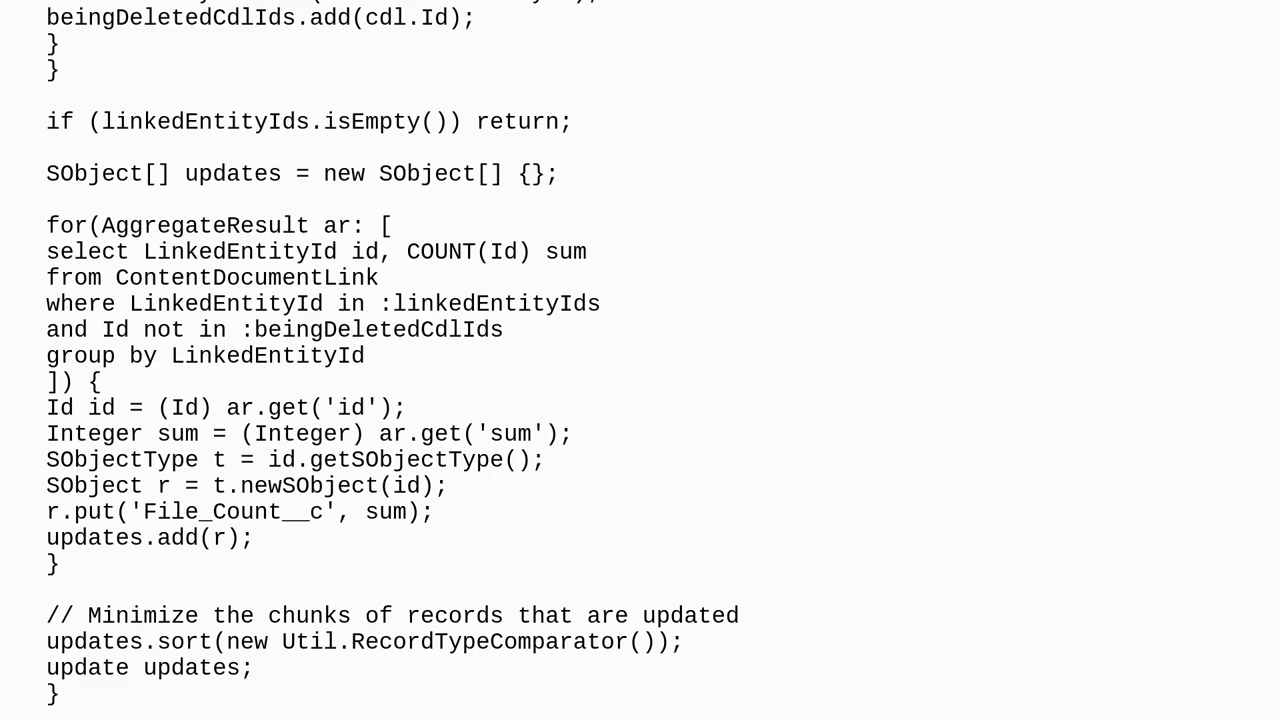 beingDeletedCdlIds.add(cdl.Id);
}
}

if (linkedEntityIds.isEmpty()) return;

SObject[] updates = new SObject[] {};

for(AggregateResult ar: [
select LinkedEntityId id, COUNT(Id) sum
from ContentDocumentLink
where LinkedEntityId in :linkedEntityIds
and Id not in :beingDeletedCdlIds
group by LinkedEntityId
]) {
Id id = (Id) ar.get('id');
Integer sum = (Integer) ar.get('sum');
SObjectType t = id.getSObjectType();
SObject r = t.newSObject(id);
r.put('File_Count__c', sum);
updates.add(r);
}

// Minimize the chunks of records that are updated
updates.sort(new Util.RecordTypeComparator());
update updates;
}